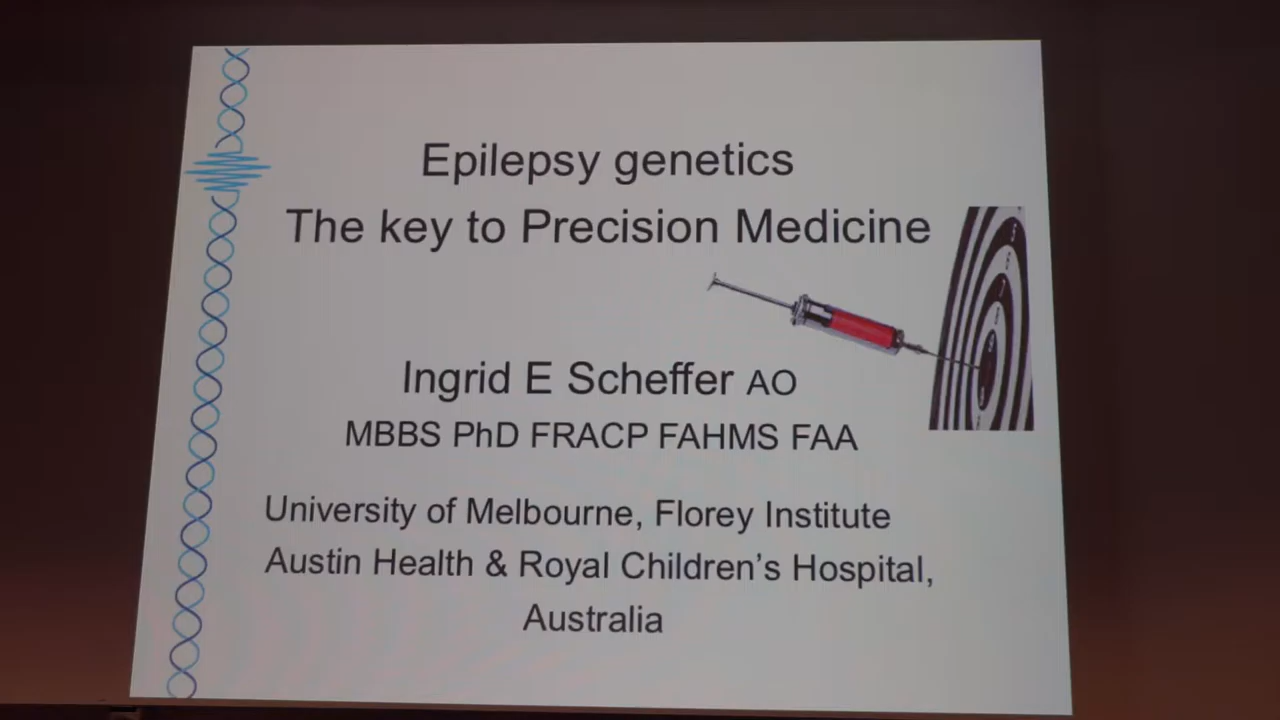 Epilepsy genetics
The key to Precision Medicine
Ingrid E Scheffer AO
MBBS PhD FRACP FAHMS FAA
University of Melbourne, Florey Institute
Austin Health & Royal Children's Hospital,
Australia